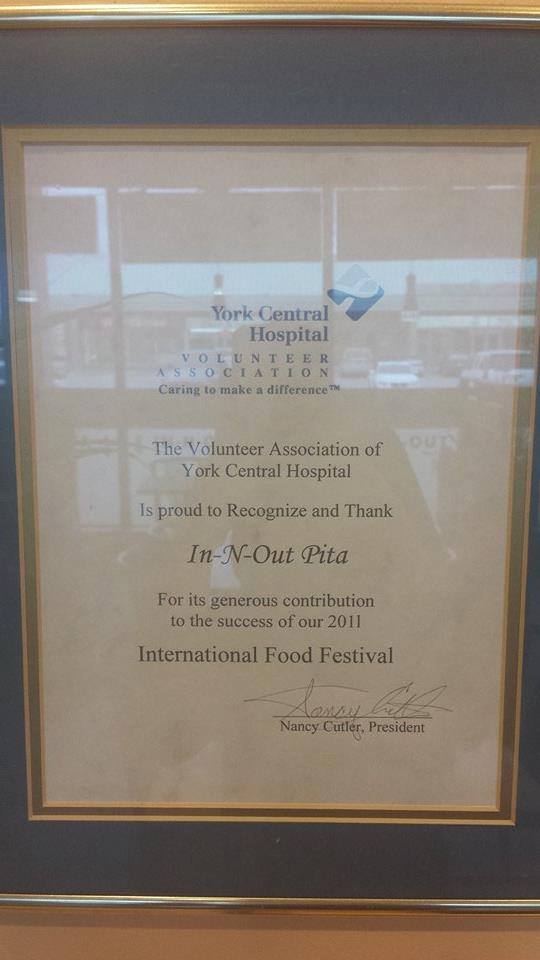 York Central
Hospital
VOLUNTEER
ASSOCIATION
Caring to make a difference™
The Volunteer Association of
York Central Hospital
Is proud to Recognize and Thank
In-N-Out Pita
For its generous contribution
to the success of our 2011
International Food Festival
Nancy Cutler
Nancy Cutler, President